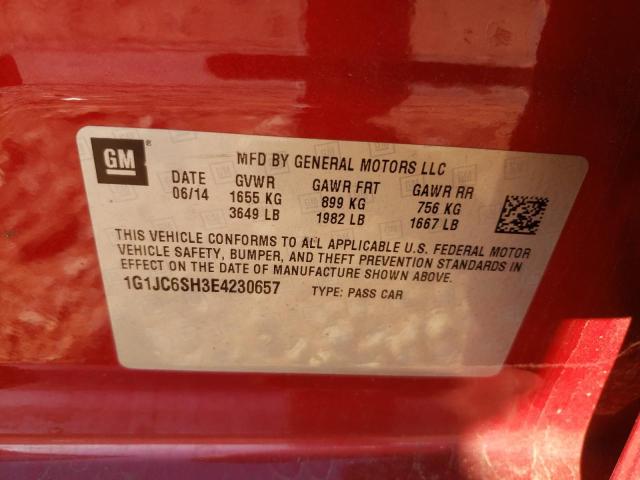 GM ® MFD BY GENERAL MOTORS LLC
DATE GVWR GAWR FRT GAWR RR
06/14 1655 KG 899 KG 756 KG
3649 LB 1982 LB 1667 LB
THIS VEHICLE CONFORMS TO ALL APPLICABLE U.S. FEDERAL MOTOR
VEHICLE SAFETY, BUMPER, AND THEFT PREVENTION STANDARDS IN
EFFECT ON THE DATE OF MANUFACTURE SHOWN ABOVE.
1G1JC6SH3E4230657 TYPE: PASS CAR